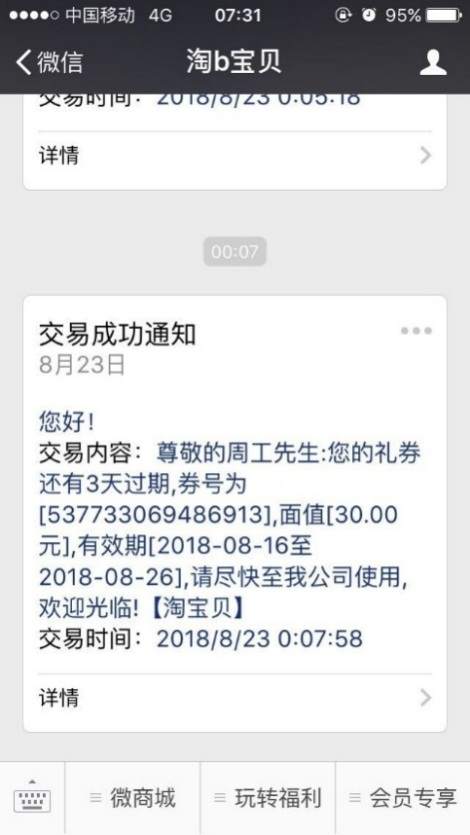 中国移动 4G 07:31 95%
微信 淘b宝贝
交易时间：2018/8/23 0:05:18
详情
00:07
交易成功通知
8月23日
您好！
交易内容：尊敬的周工先生:您的礼券
还有3天过期,券号为
[537733069486913],面值[30.00
元],有效期[2018-08-16至
2018-08-26],请尽快至我公司使用,
欢迎光临!【淘宝贝】
交易时间：2018/8/23 0:07:58
详情
微商城 玩转福利 会员专享